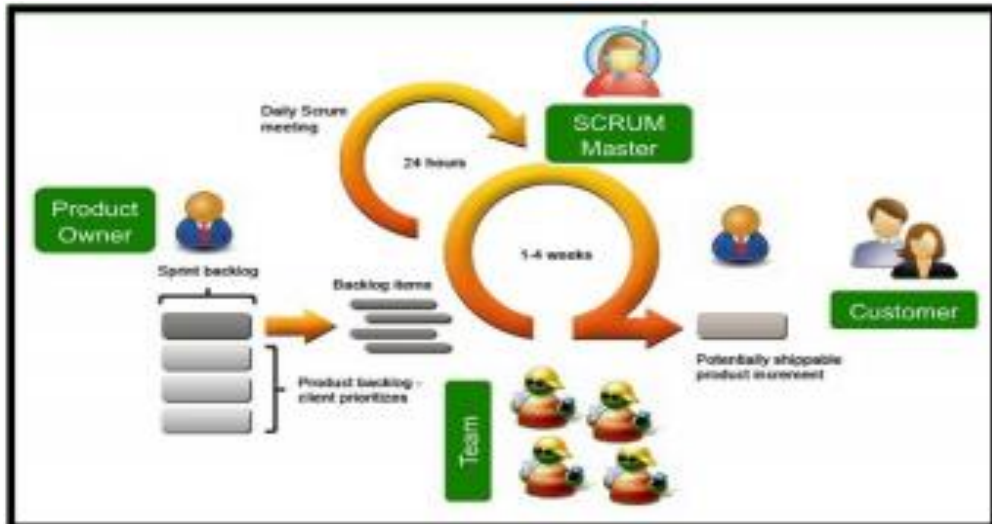 Daily Scrum
meeting
24 hours
SCRUM
Master
Product
Owner
Sprint backlog
Backlog items
1-4 weeks
Customer
Product backlog -
client prioritizes
Potentially shippable
product increment
Team